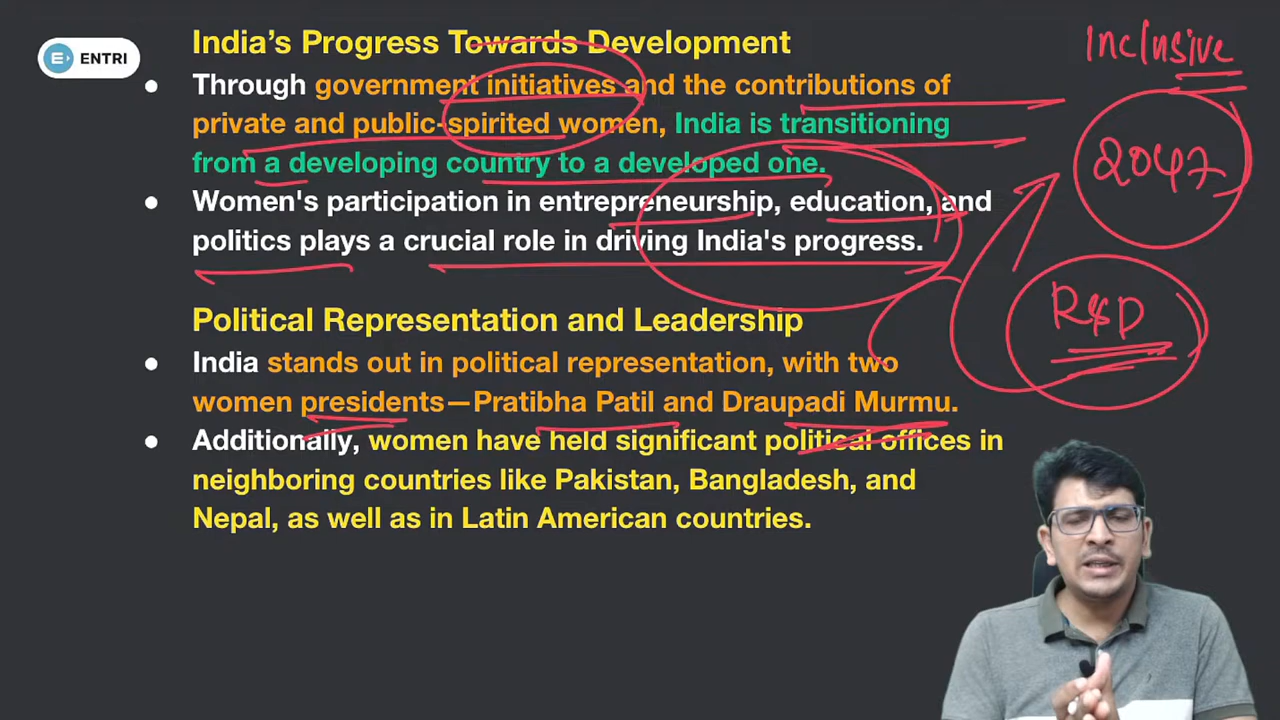 ENTRI
India's Progress Towards Development
• Through government initiatives and the contributions of
private and public-spirited women, India is transitioning
from a developing country to a developed one.
• Women's participation in entrepreneurship, education, and
politics plays a crucial role in driving India's progress.
Political Representation and Leadership
• India stands out in political representation, with two
women presidents—Pratibha Patil and Draupadi Murmu.
• Additionally, women have held significant political offices in
neighboring countries like Pakistan, Bangladesh, and
Nepal, as well as in Latin American countries.
Inclusive
2047
R&D